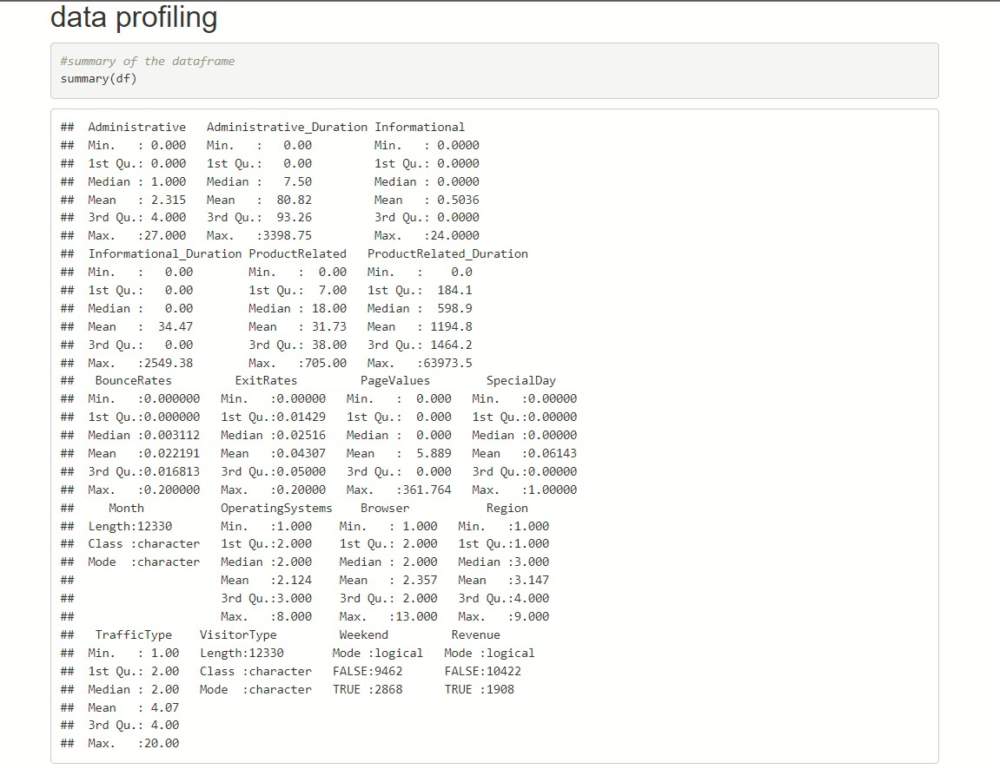 data profiling
#summary of the dataframe
summary(df)
##  Administrative   Administrative_Duration Informational
##  Min.   : 0.000   Min.   :   0.00         Min.   : 0.0000
##  1st Qu.: 0.000   1st Qu.:   0.00         1st Qu.: 0.0000
##  Median : 1.000   Median :   7.50         Median : 0.0000
##  Mean   : 2.315   Mean   :  80.82         Mean   : 0.5036
##  3rd Qu.: 4.000   3rd Qu.:  93.26         3rd Qu.: 0.0000
##  Max.   :27.000   Max.   :3398.75         Max.   :24.0000
##  Informational_Duration ProductRelated   ProductRelated_Duration
##  Min.   :   0.00        Min.   :  0.00   Min.   :    0.0
##  1st Qu.:   0.00        1st Qu.:  7.00   1st Qu.:  184.1
##  Median :   0.00        Median : 18.00   Median :  598.9
##  Mean   :  34.47        Mean   : 31.73   Mean   : 1194.8
##  3rd Qu.:   0.00        3rd Qu.: 38.00   3rd Qu.: 1464.2
##  Max.   :2549.38        Max.   :705.00   Max.   :63973.5
##   BounceRates         ExitRates         PageValues        SpecialDay
##  Min.   :0.000000   Min.   :0.00000   Min.   :  0.000   Min.   :0.00000
##  1st Qu.:0.000000   1st Qu.:0.01429   1st Qu.:  0.000   1st Qu.:0.00000
##  Median :0.003112   Median :0.02516   Median :  0.000   Median :0.00000
##  Mean   :0.022191   Mean   :0.04307   Mean   :  5.889   Mean   :0.06143
##  3rd Qu.:0.016813   3rd Qu.:0.05000   3rd Qu.:  0.000   3rd Qu.:0.00000
##  Max.   :0.200000   Max.   :0.20000   Max.   :361.764   Max.   :1.00000
##     Month           OperatingSystems    Browser           Region
##  Length:12330       Min.   :1.000    Min.   : 1.000   Min.   :1.000
##  Class :character   1st Qu.:2.000    1st Qu.: 2.000   1st Qu.:1.000
##  Mode  :character   Median :2.000    Median : 2.000   Median :3.000
##                     Mean   :2.124    Mean   : 2.357   Mean   :3.147
##                     3rd Qu.:3.000    3rd Qu.: 2.000   3rd Qu.:4.000
##                     Max.   :8.000    Max.   :13.000   Max.   :9.000
##   TrafficType    VisitorType         Weekend         Revenue
##  Min.   : 1.00   Length:12330       Mode :logical   Mode :logical
##  1st Qu.: 2.00   Class :character   FALSE:9462      FALSE:10422
##  Median : 2.00   Mode  :character   TRUE :2868      TRUE :1908
##  Mean   : 4.07
##  3rd Qu.: 4.00
##  Max.   :20.00